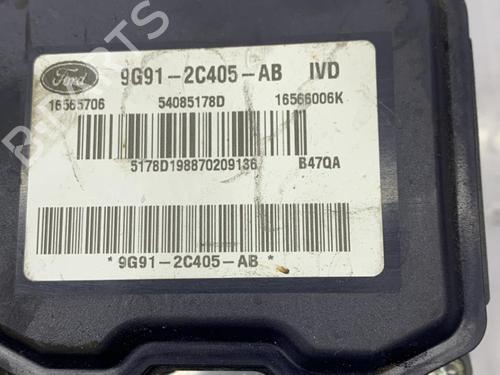 Ford 9G91-2C405-AB IVD
16565706 54085178D 16566006K
5178D198870209136 B47QA
*9G91-2C405-AB*